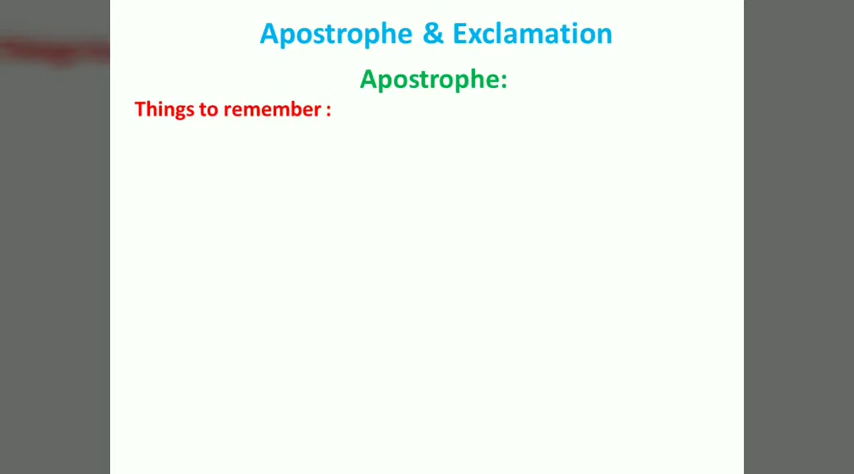 Apostrophe & Exclamation
Apostrophe:
Things to remember :